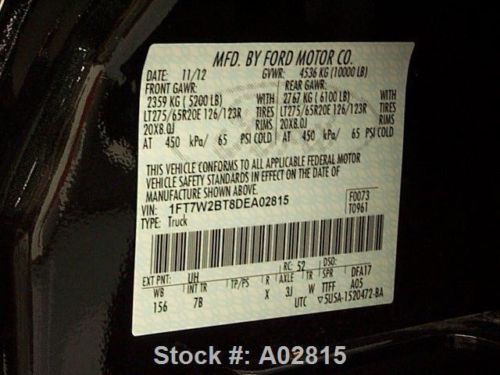 MFD. BY FORD MOTOR CO.
DATE: 11/12 GVWR: 4536 KG (10000 LB)
FRONT GAWR: REAR GAWR:
2359 KG (5200 LB) WITH 2767 KG (6100 LB) WITH
LT275/65R20E 126/123R TIRES LT275/65R20E 126/123R TIRES
20X8.0J RIMS 20X8.0J RIMS
AT 450 kPa/ 65 PSI COLD AT 450 kPa/ 65 PSI COLD
THIS VEHICLE CONFORMS TO ALL APPLICABLE FEDERAL MOTOR
VEHICLE SAFETY STANDARDS IN EFFECT ON THE DATE OF
MANUFACTURE SHOWN ABOVE.
VIN: 1FT7W2BT8DEA02815 F0073
TYPE: Truck T0961
EXT PNT: UH RC: 52 DSO:
WB INT TR TP/PS R AXLE TR SPR DFA17
156 7B X 3J W TTFF A05
UTC 5U5A-1520472-BA
Stock #: A02815